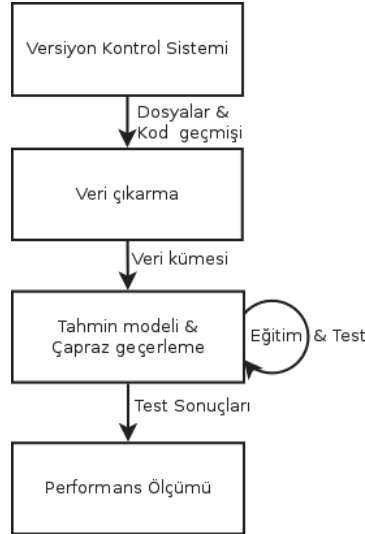 Versiyon Kontrol Sistemi
Dosyalar &
Kod geçmişi
Veri çıkarma
Veri kümesi
Tahmin modeli &
Çapraz geçerleme
Eğitim & Test
Test Sonuçları
Performans Ölçümü